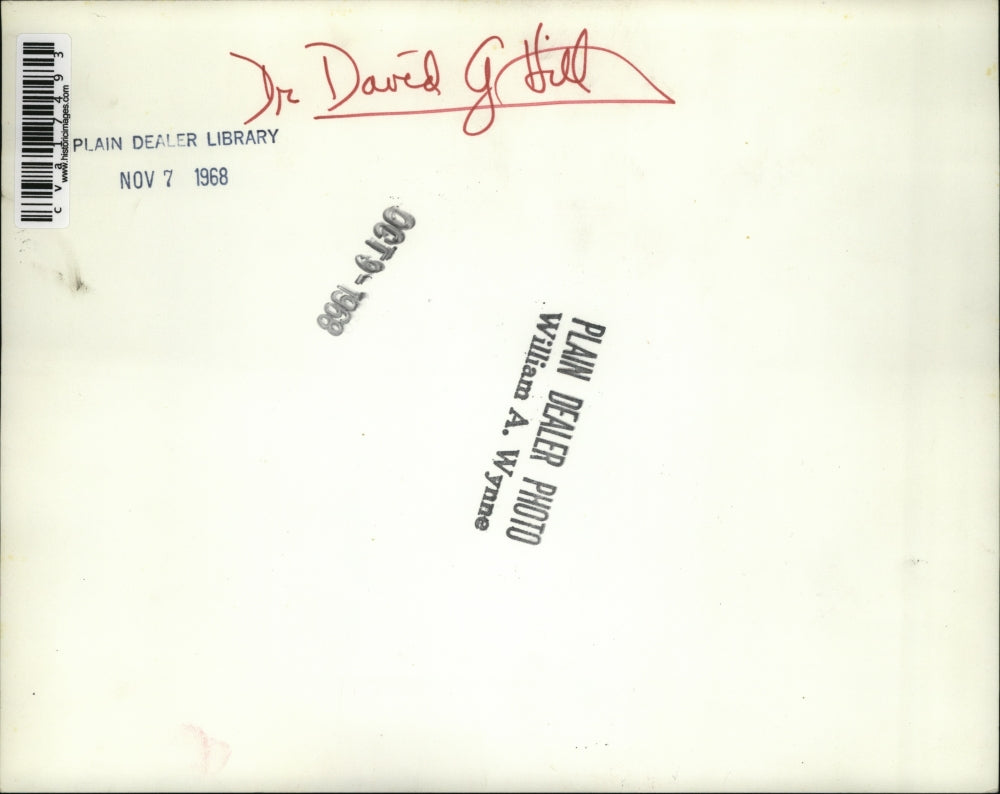 Dr David G Hill
PLAIN DEALER LIBRARY
NOV 7 1968
cva17493
www.historicimages.com
OCT 9-1968
PLAIN DEALER PHOTO
William A. Wynne